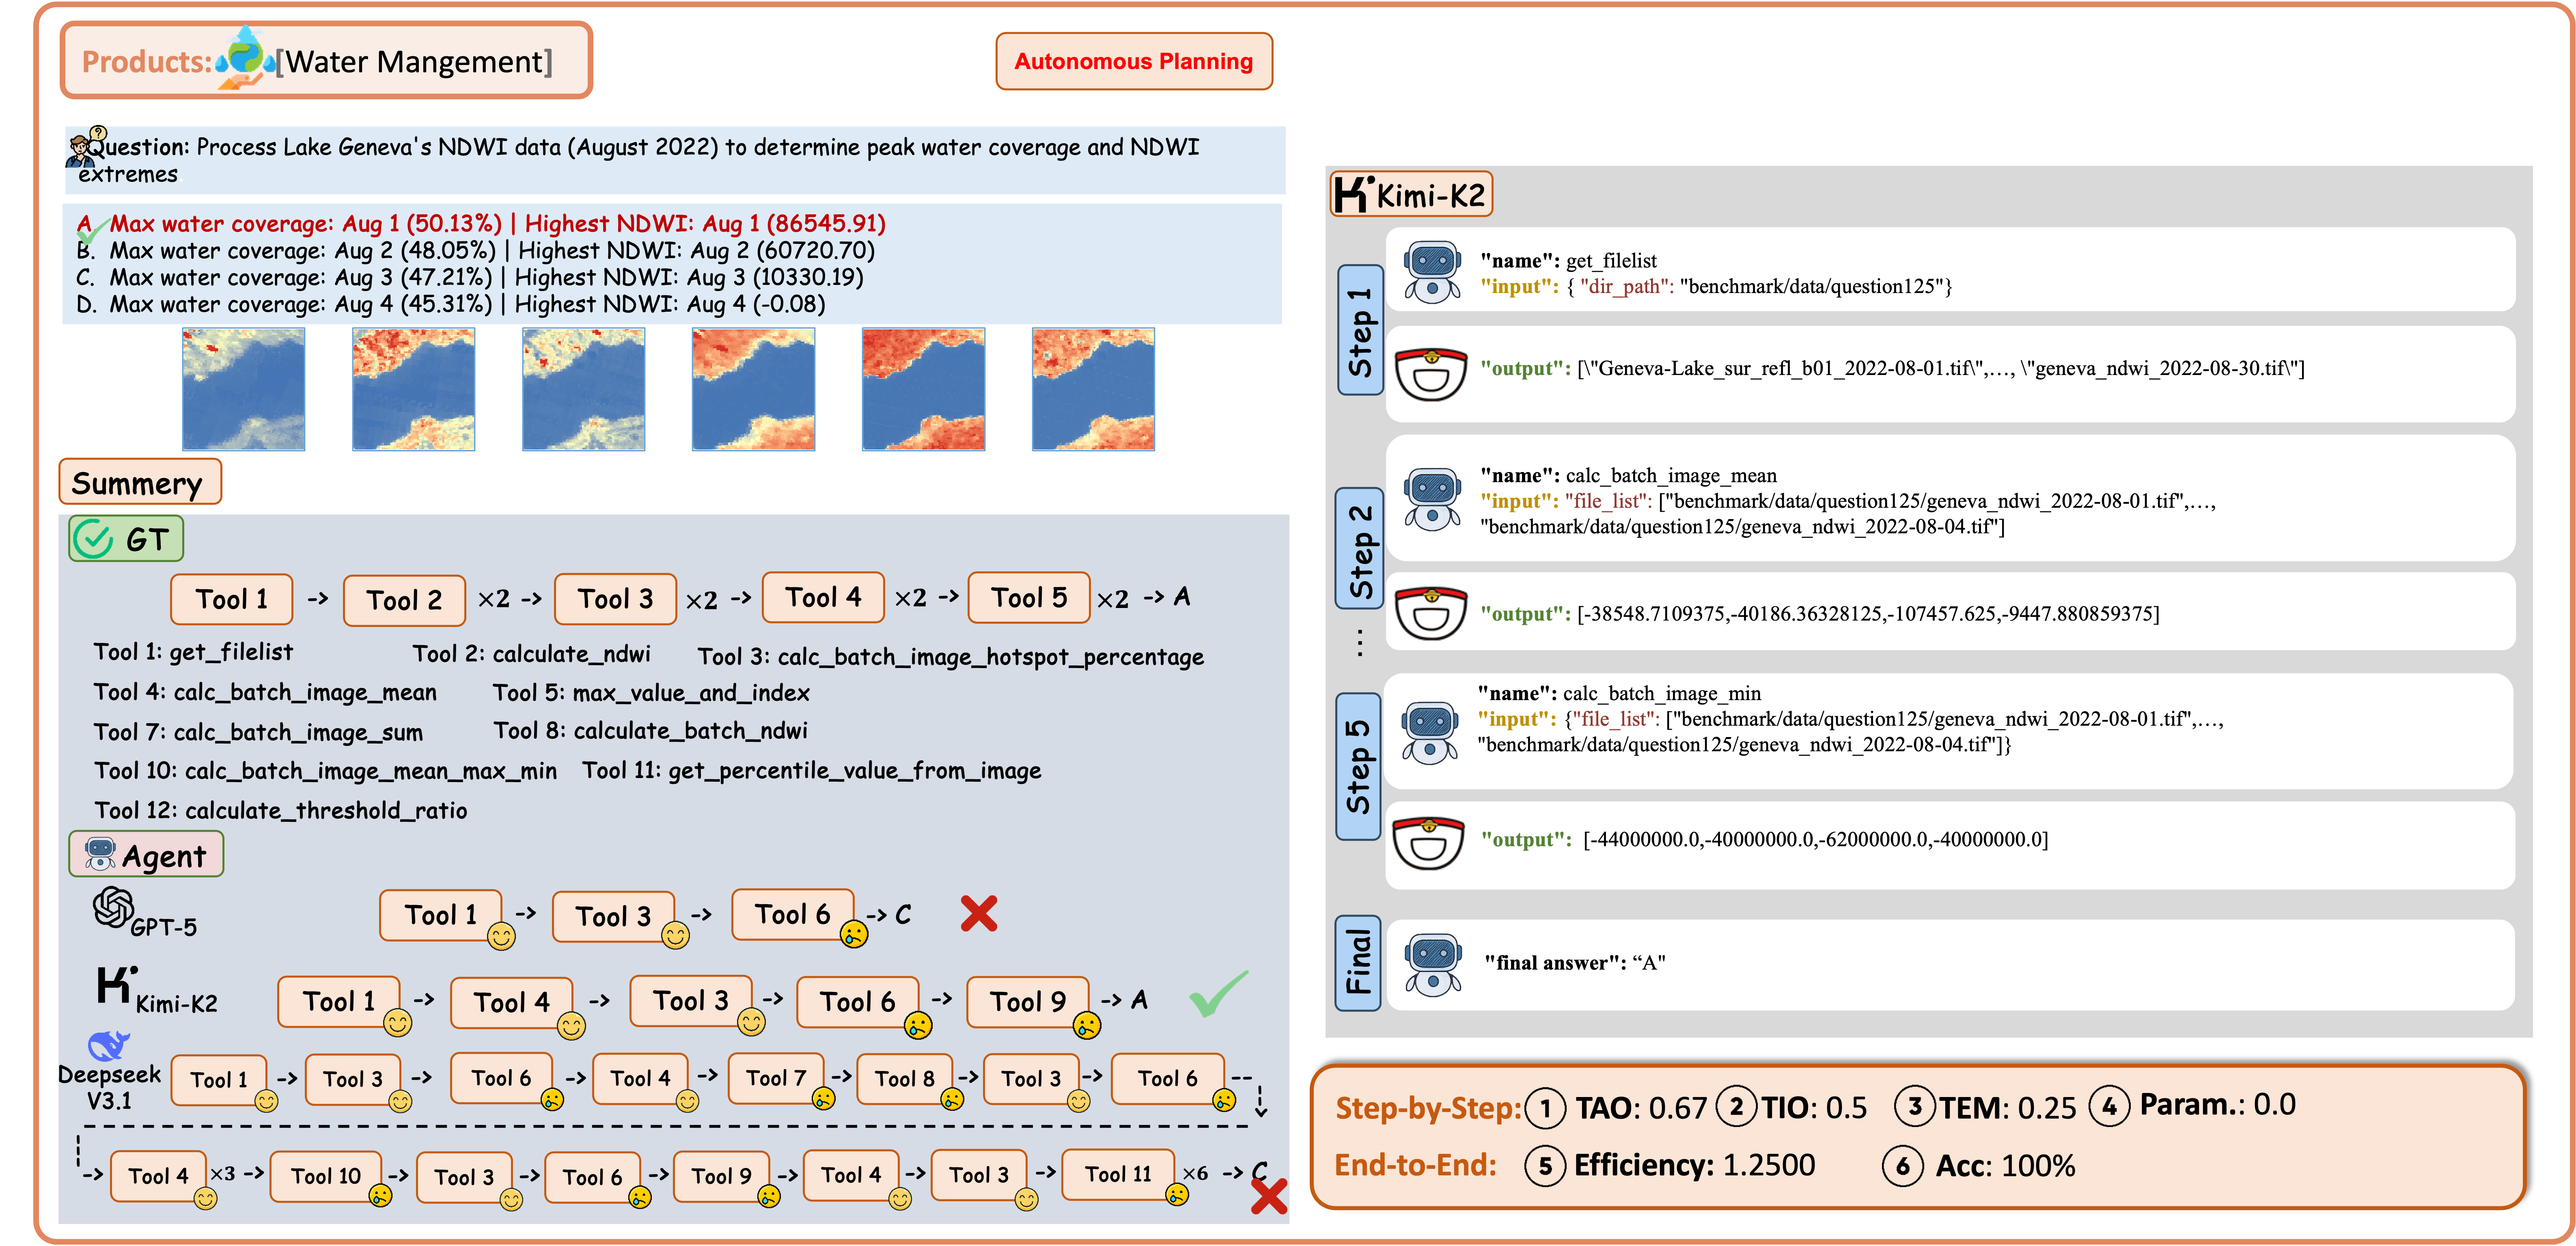 Products: [Water Mangement]
Autonomous Planning
Question: Process Lake Geneva's NDWI data (August 2022) to determine peak water coverage and NDWI
extremes
A. Max water coverage: Aug 1 (50.13%) | Highest NDWI: Aug 1 (86545.91)
B. Max water coverage: Aug 2 (48.05%) | Highest NDWI: Aug 2 (60720.70)
C. Max water coverage: Aug 3 (47.21%) | Highest NDWI: Aug 3 (10330.19)
D. Max water coverage: Aug 4 (45.31%) | Highest NDWI: Aug 4 (-0.08)
Summery
GT
Tool 1 -> Tool 2 ×2 -> Tool 3 ×2 -> Tool 4 ×2 -> Tool 5 ×2 -> A
Tool 1: get_filelist Tool 2: calculate_ndwi Tool 3: calc_batch_image_hotspot_percentage
Tool 4: calc_batch_image_mean Tool 5: max_value_and_index
Tool 7: calc_batch_image_sum Tool 8: calculate_batch_ndwi
Tool 10: calc_batch_image_mean_max_min Tool 11: get_percentile_value_from_image
Tool 12: calculate_threshold_ratio
Agent
GPT-5 Tool 1 -> Tool 3 -> Tool 6 -> C
Kimi-K2 Tool 1 -> Tool 4 -> Tool 3 -> Tool 6 -> Tool 9 -> A
Deepseek
V3.1
Tool 1 -> Tool 3 -> Tool 6 -> Tool 4 -> Tool 7 -> Tool 8 -> Tool 3 -> Tool 6 --
-> Tool 4 ×3 -> Tool 10 -> Tool 3 -> Tool 6 -> Tool 9 -> Tool 4 -> Tool 3 -> Tool 11 ×6 -> C
Kimi-K2
Step 1
"name": get_filelist
"input": { "dir_path": "benchmark/data/question125"}
"output": [\"Geneva-Lake_sur_refl_b01_2022-08-01.tif\",..., \"geneva_ndwi_2022-08-30.tif\"]
Step 2
"name": calc_batch_image_mean
"input": "file_list": ["benchmark/data/question125/geneva_ndwi_2022-08-01.tif",...,
"benchmark/data/question125/geneva_ndwi_2022-08-04.tif"]
"output": [-38548.7109375,-40186.36328125,-107457.625,-9447.880859375]
...
Step 5
"name": calc_batch_image_min
"input": {"file_list": ["benchmark/data/question125/geneva_ndwi_2022-08-01.tif",...,
"benchmark/data/question125/geneva_ndwi_2022-08-04.tif"]}
"output": [-44000000.0,-40000000.0,-62000000.0,-40000000.0]
Final
"final answer": “A"
Step-by-Step: 1 TAO: 0.67 2 TIO: 0.5 3 TEM: 0.25 4 Param.: 0.0
End-to-End: 5 Efficiency: 1.2500 6 Acc: 100%